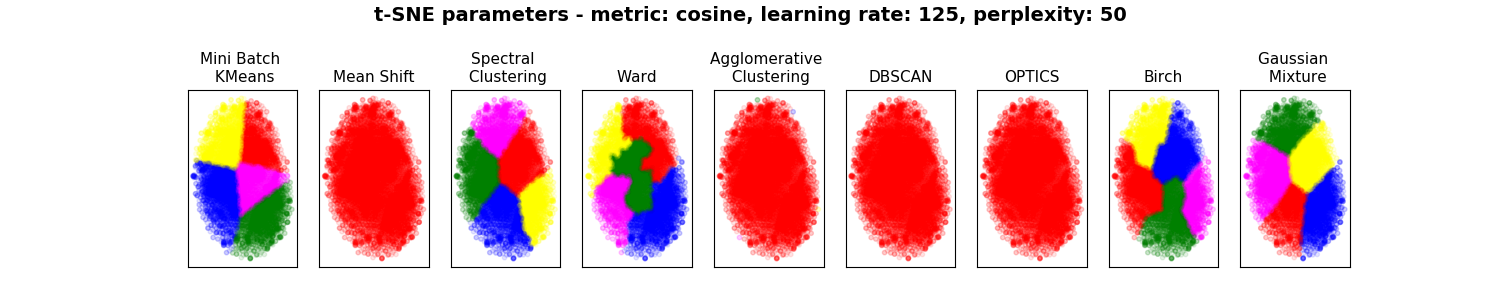 t-SNE parameters - metric: cosine, learning rate: 125, perplexity: 50
Mini Batch
KMeans
Mean Shift
Spectral
Clustering
Ward
Agglomerative
Clustering
DBSCAN
OPTICS
Birch
Gaussian
Mixture